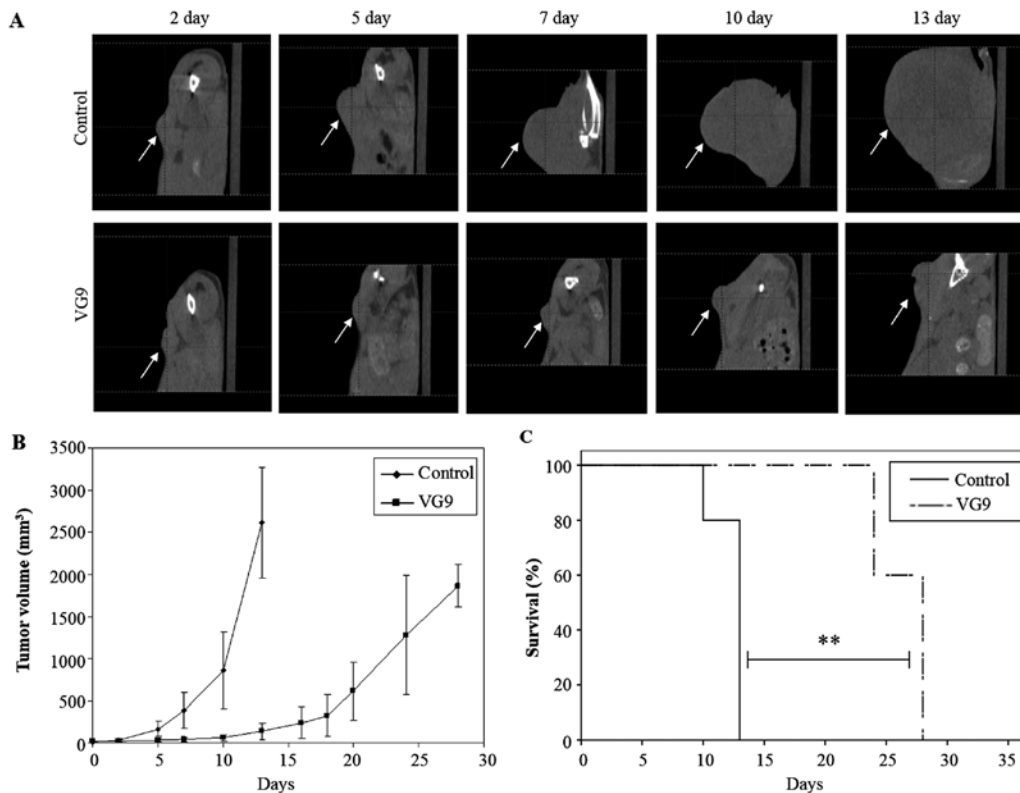 A
2 day 5 day 7 day 10 day 13 day
Control
VG9
B
3500
3000
2500
2000
1500
1000
500
0
Tumor volume (mm³)
Control
VG9
0 5 10 15 20 25 30
Days
C
100
80
60
40
20
0
Survival (%)
Control
VG9
**
0 5 10 15 20 25 30 35
Days